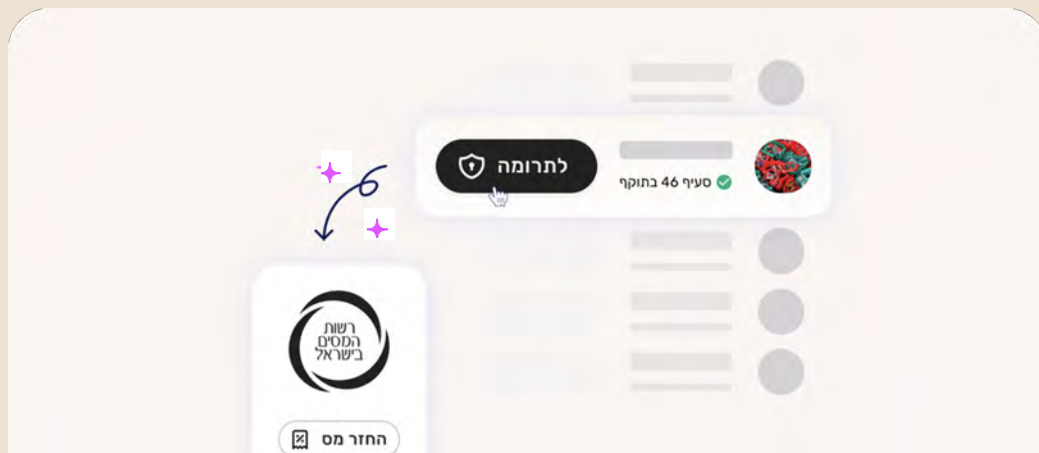 לתרומה
סעיף 46 בתוקף
רשות
המסים
בישראל
החזר מס